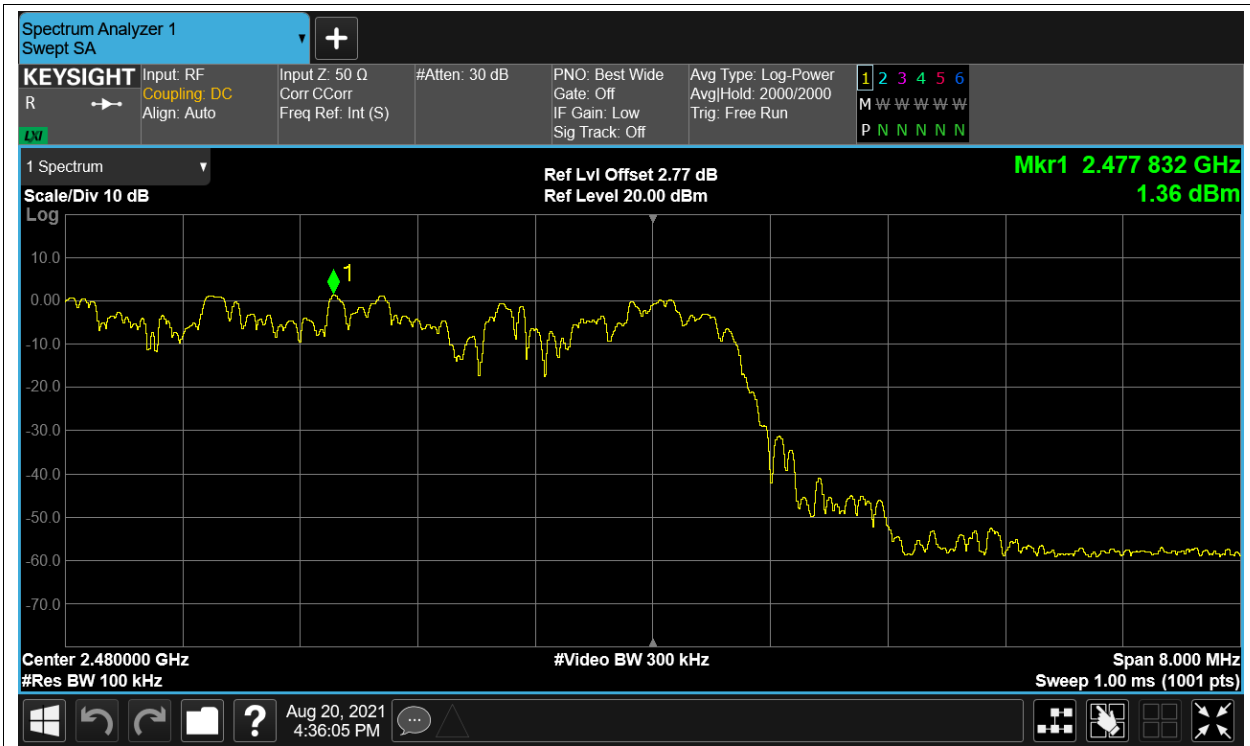 Spectrum Analyzer 1
Swept SA
+
KEYSIGHT
R
LXI
Input: RF
Coupling: DC
Align: Auto
Input Z: 50 Ω
Corr CCorr
Freq Ref: Int (S)
#Atten: 30 dB
PNO: Best Wide
Gate: Off
IF Gain: Low
Sig Track: Off
Avg Type: Log-Power
Avg|Hold: 2000/2000
Trig: Free Run
1 2 3 4 5 6
M W W W W W
P N N N N N
1 Spectrum
Scale/Div 10 dB
Ref Lvl Offset 2.77 dB
Ref Level 20.00 dBm
Mkr1 2.477 832 GHz
1.36 dBm
Log
10.0
0.00
-10.0
-20.0
-30.0
-40.0
-50.0
-60.0
-70.0
1
Center 2.480000 GHz
#Res BW 100 kHz
#Video BW 300 kHz
Span 8.000 MHz
Sweep 1.00 ms (1001 pts)
?
Aug 20, 2021
4:36:05 PM